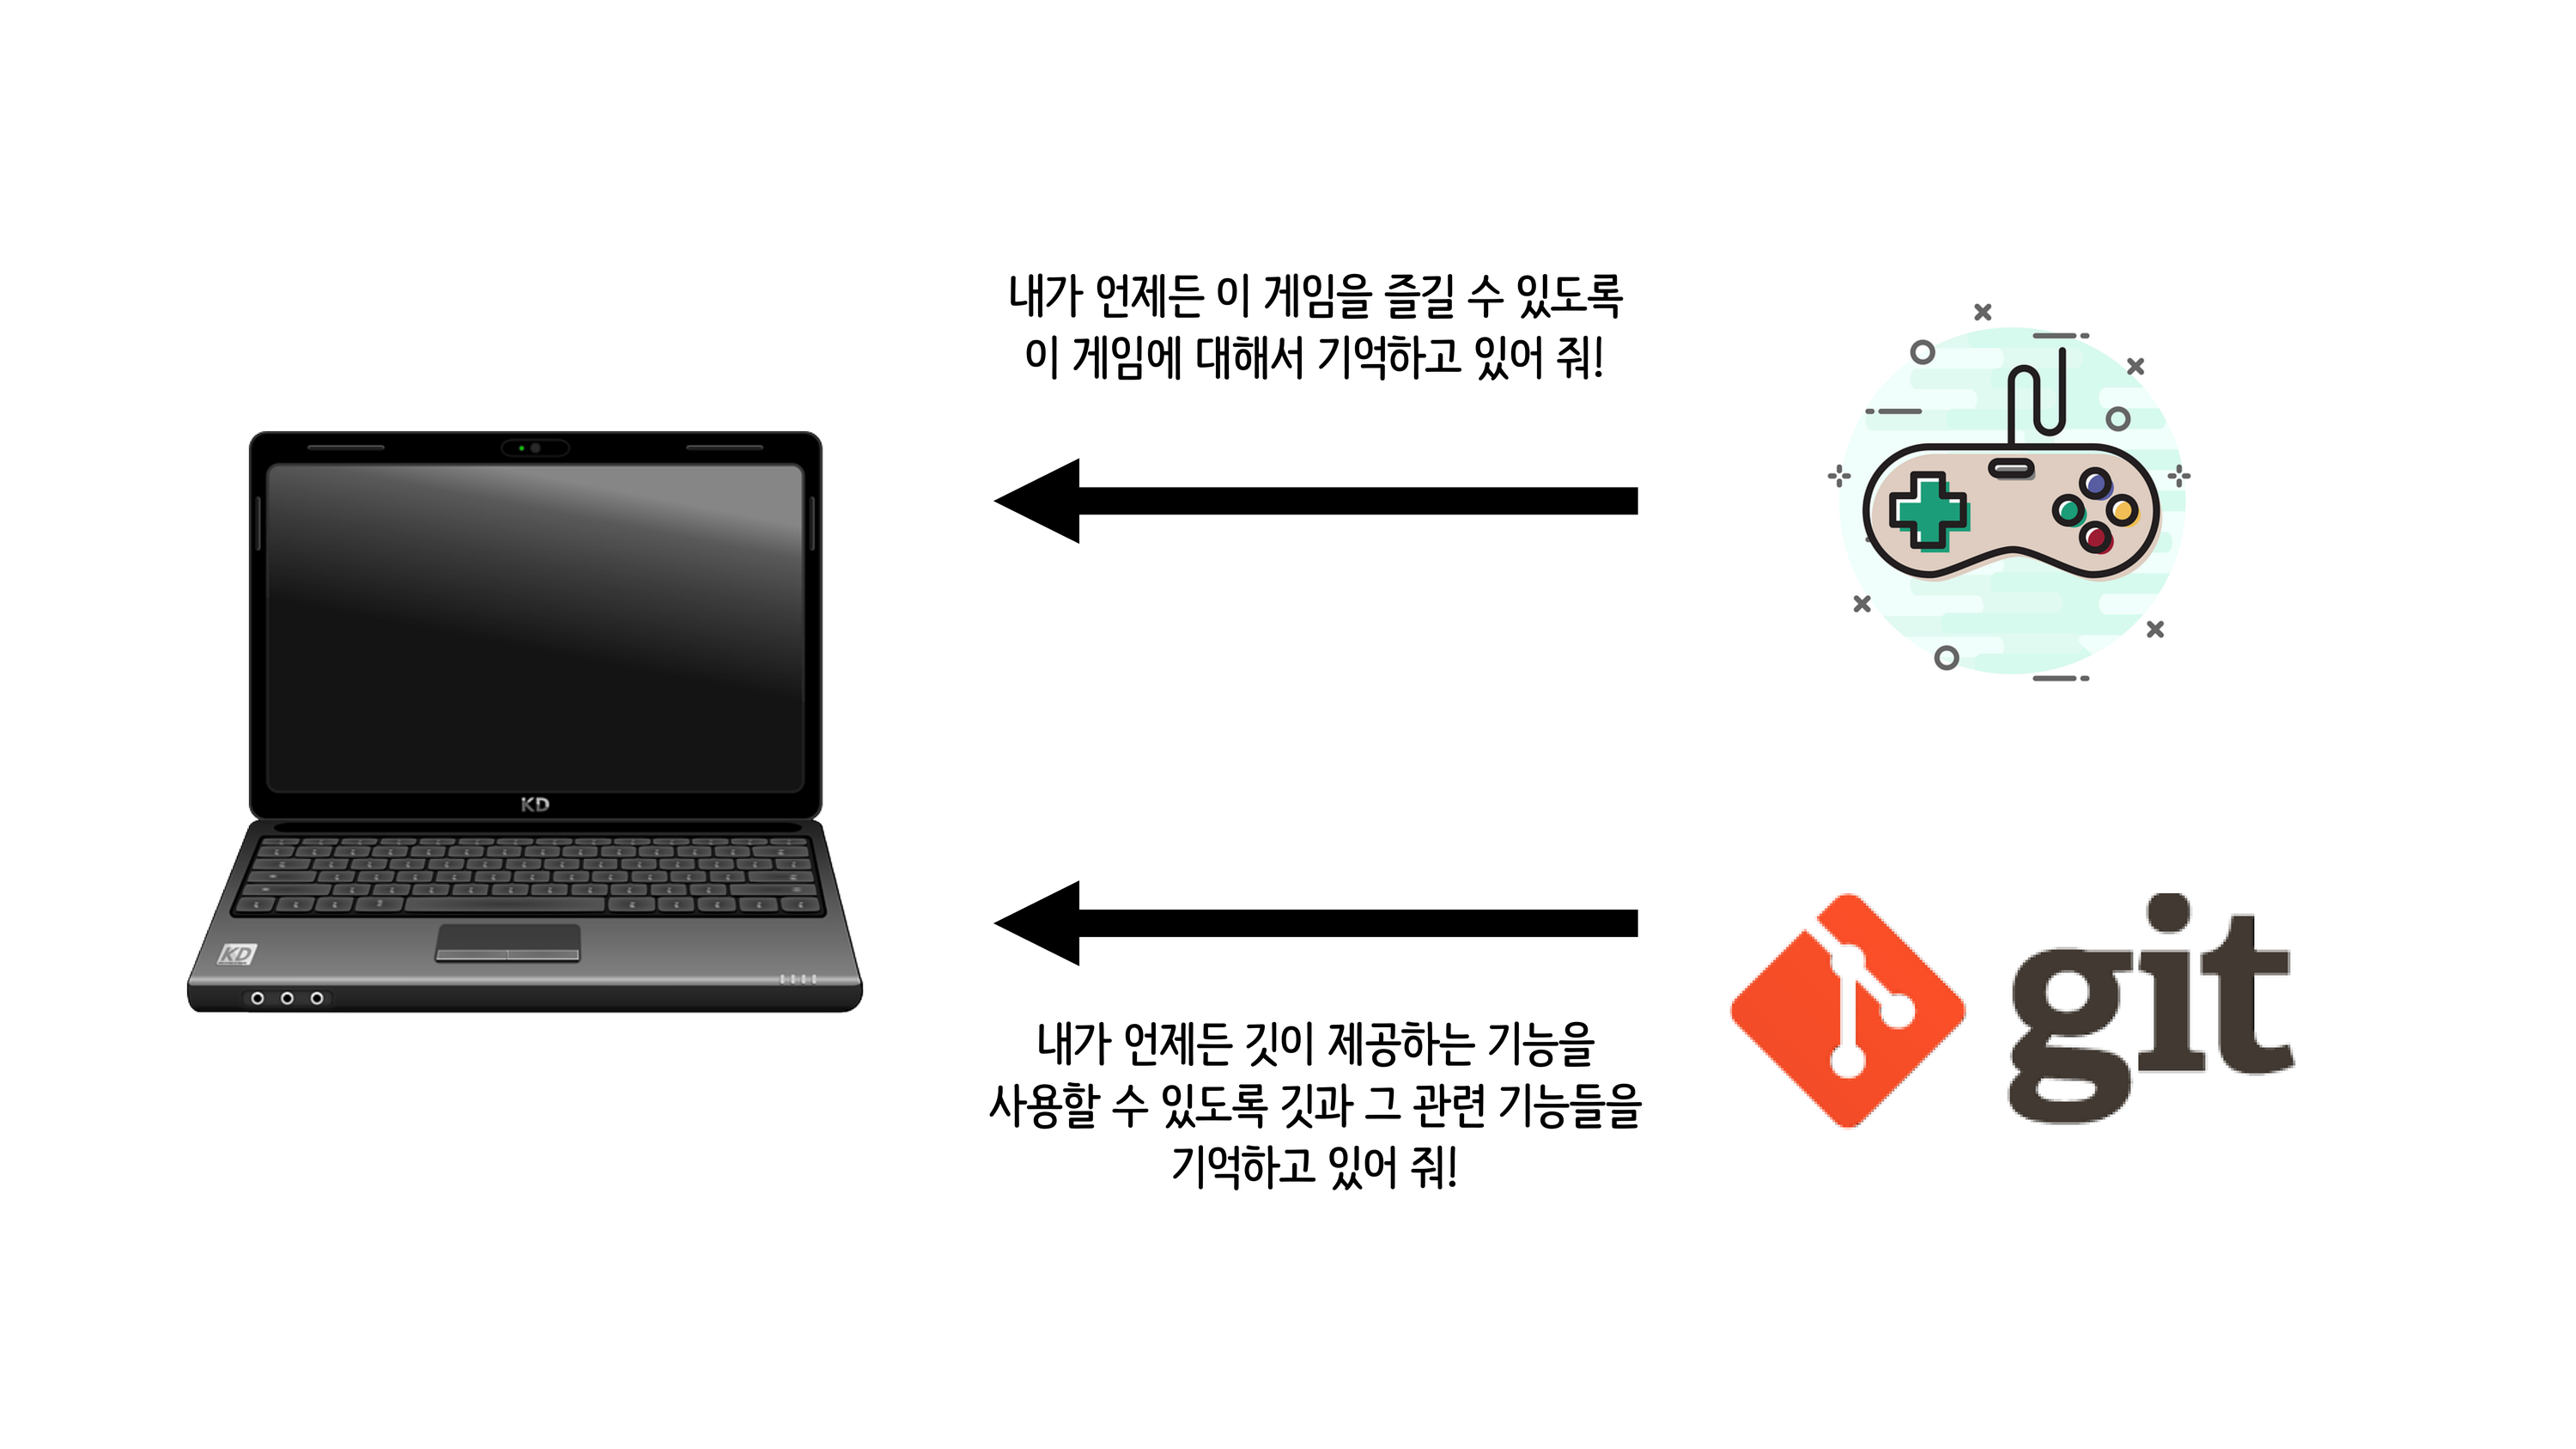 내가 언제든 이 게임을 즐길 수 있도록
이 게임에 대해서 기억하고 있어 줘!
KD
KD
git
내가 언제든 깃이 제공하는 기능을
사용할 수 있도록 깃과 그 관련 기능들을
기억하고 있어 줘!